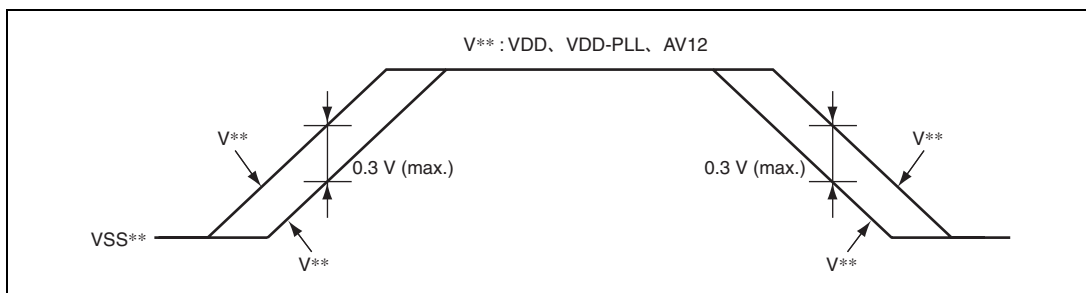 V** : VDD、VDD-PLL、AV12
V**
V**
0.3 V (max.)
0.3 V (max.)
VSS**
V**
V**